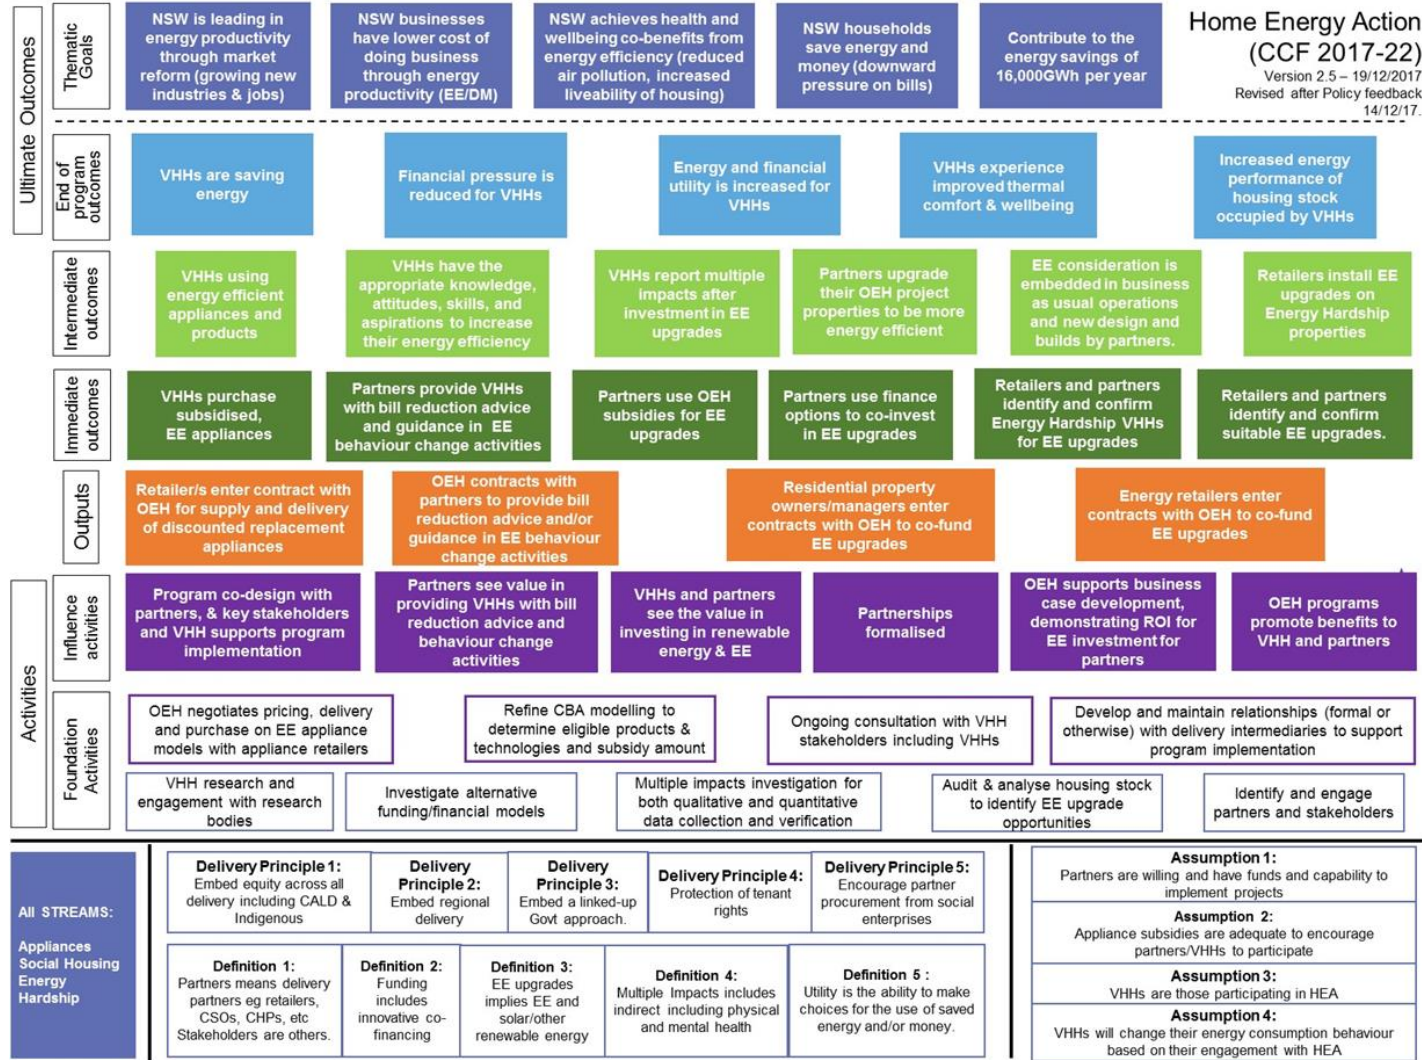 Home Energy Action
(CCF 2017-22)
Version 2.5 – 19/12/2017
Revised after Policy feedback
14/12/17.
Ultimate Outcomes
Thematic
Goals
NSW is leading in
energy productivity
through market
reform (growing new
industries & jobs)
NSW businesses
have lower cost of
doing business
through energy
productivity (EE/DM)
NSW achieves health and
wellbeing co-benefits from
energy efficiency (reduced
air pollution, increased
liveability of housing)
NSW households
save energy and
money (downward
pressure on bills)
Contribute to the
energy savings of
16,000GWh per year
End of
program
outcomes
VHHs are saving
energy
Financial pressure is
reduced for VHHs
Energy and financial
utility is increased for
VHHs
VHHs experience
improved thermal
comfort & wellbeing
Increased energy
performance of
housing stock
occupied by VHHs
Intermediate
outcomes
VHHs using
energy efficient
appliances and
products
VHHs have the
appropriate knowledge,
attitudes, skills, and
aspirations to increase
their energy efficiency
VHHs report multiple
impacts after
investment in EE
upgrades
Partners upgrade
their OEH project
properties to be more
energy efficient
EE consideration is
embedded in business
as usual operations
and new design and
builds by partners.
Retailers install EE
upgrades on
Energy Hardship
properties
Immediate
outcomes
VHHs purchase
subsidised,
EE appliances
Partners provide VHHs
with bill reduction advice
and guidance in EE
behaviour change activities
Partners use OEH
subsidies for EE
upgrades
Partners use finance
options to co-invest
in EE upgrades
Retailers and partners
identify and confirm
Energy Hardship VHHs
for EE upgrades
Retailers and partners
identify and confirm
suitable EE upgrades.
Outputs
Retailer/s enter contract with
OEH for supply and delivery
of discounted replacement
appliances
OEH contracts with
partners to provide bill
reduction advice and/or
guidance in EE behaviour
change activities
Residential property
owners/managers enter
contracts with OEH to co-fund
EE upgrades
Energy retailers enter
contracts with OEH to co-fund
EE upgrades
Activities
Influence
activities
Program co-design with
partners, & key stakeholders
and VHH supports program
implementation
Partners see value in
providing VHHs with bill
reduction advice and
behaviour change
activities
VHHs and partners
see the value in
investing in renewable
energy & EE
Partnerships
formalised
OEH supports business
case development,
demonstrating ROI for
EE investment for
partners
OEH programs
promote benefits to
VHH and partners
Foundation
Activities
OEH negotiates pricing, delivery
and purchase on EE appliance
models with appliance retailers
Refine CBA modelling to
determine eligible products &
technologies and subsidy amount
Ongoing consultation with VHH
stakeholders including VHHs
Develop and maintain relationships (formal or
otherwise) with delivery intermediaries to support
program implementation
VHH research and
engagement with research
bodies
Investigate alternative
funding/financial models
Multiple impacts investigation for
both qualitative and quantitative
data collection and verification
Audit & analyse housing stock
to identify EE upgrade
opportunities
Identify and engage
partners and stakeholders
All STREAMS:
Appliances
Social Housing
Energy
Hardship
Delivery Principle 1:
Embed equity across all
delivery including CALD &
Indigenous
Delivery
Principle 2:
Embed regional
delivery
Delivery
Principle 3:
Embed a linked-up
Govt approach.
Delivery Principle 4:
Protection of tenant
rights
Delivery Principle 5:
Encourage partner
procurement from social
enterprises
Definition 1:
Partners means delivery
partners eg retailers,
CSOs, CHPs, etc
Stakeholders are others.
Definition 2:
Funding
includes
innovative co-
financing
Definition 3:
EE upgrades
implies EE and
solar/other
renewable energy
Definition 4:
Multiple Impacts includes
indirect including physical
and mental health
Definition 5 :
Utility is the ability to make
choices for the use of saved
energy and/or money.
Assumption 1:
Partners are willing and have funds and capability to
implement projects
Assumption 2:
Appliance subsidies are adequate to encourage
partners/VHHs to participate
Assumption 3:
VHHs are those participating in HEA
Assumption 4:
VHHs will change their energy consumption behaviour
based on their engagement with HEA